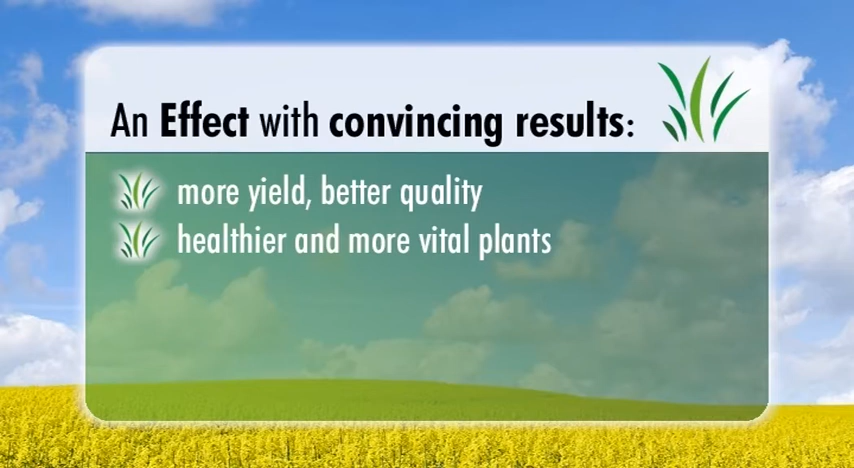 An Effect with convincing results:
more yield, better quality
healthier and more vital plants